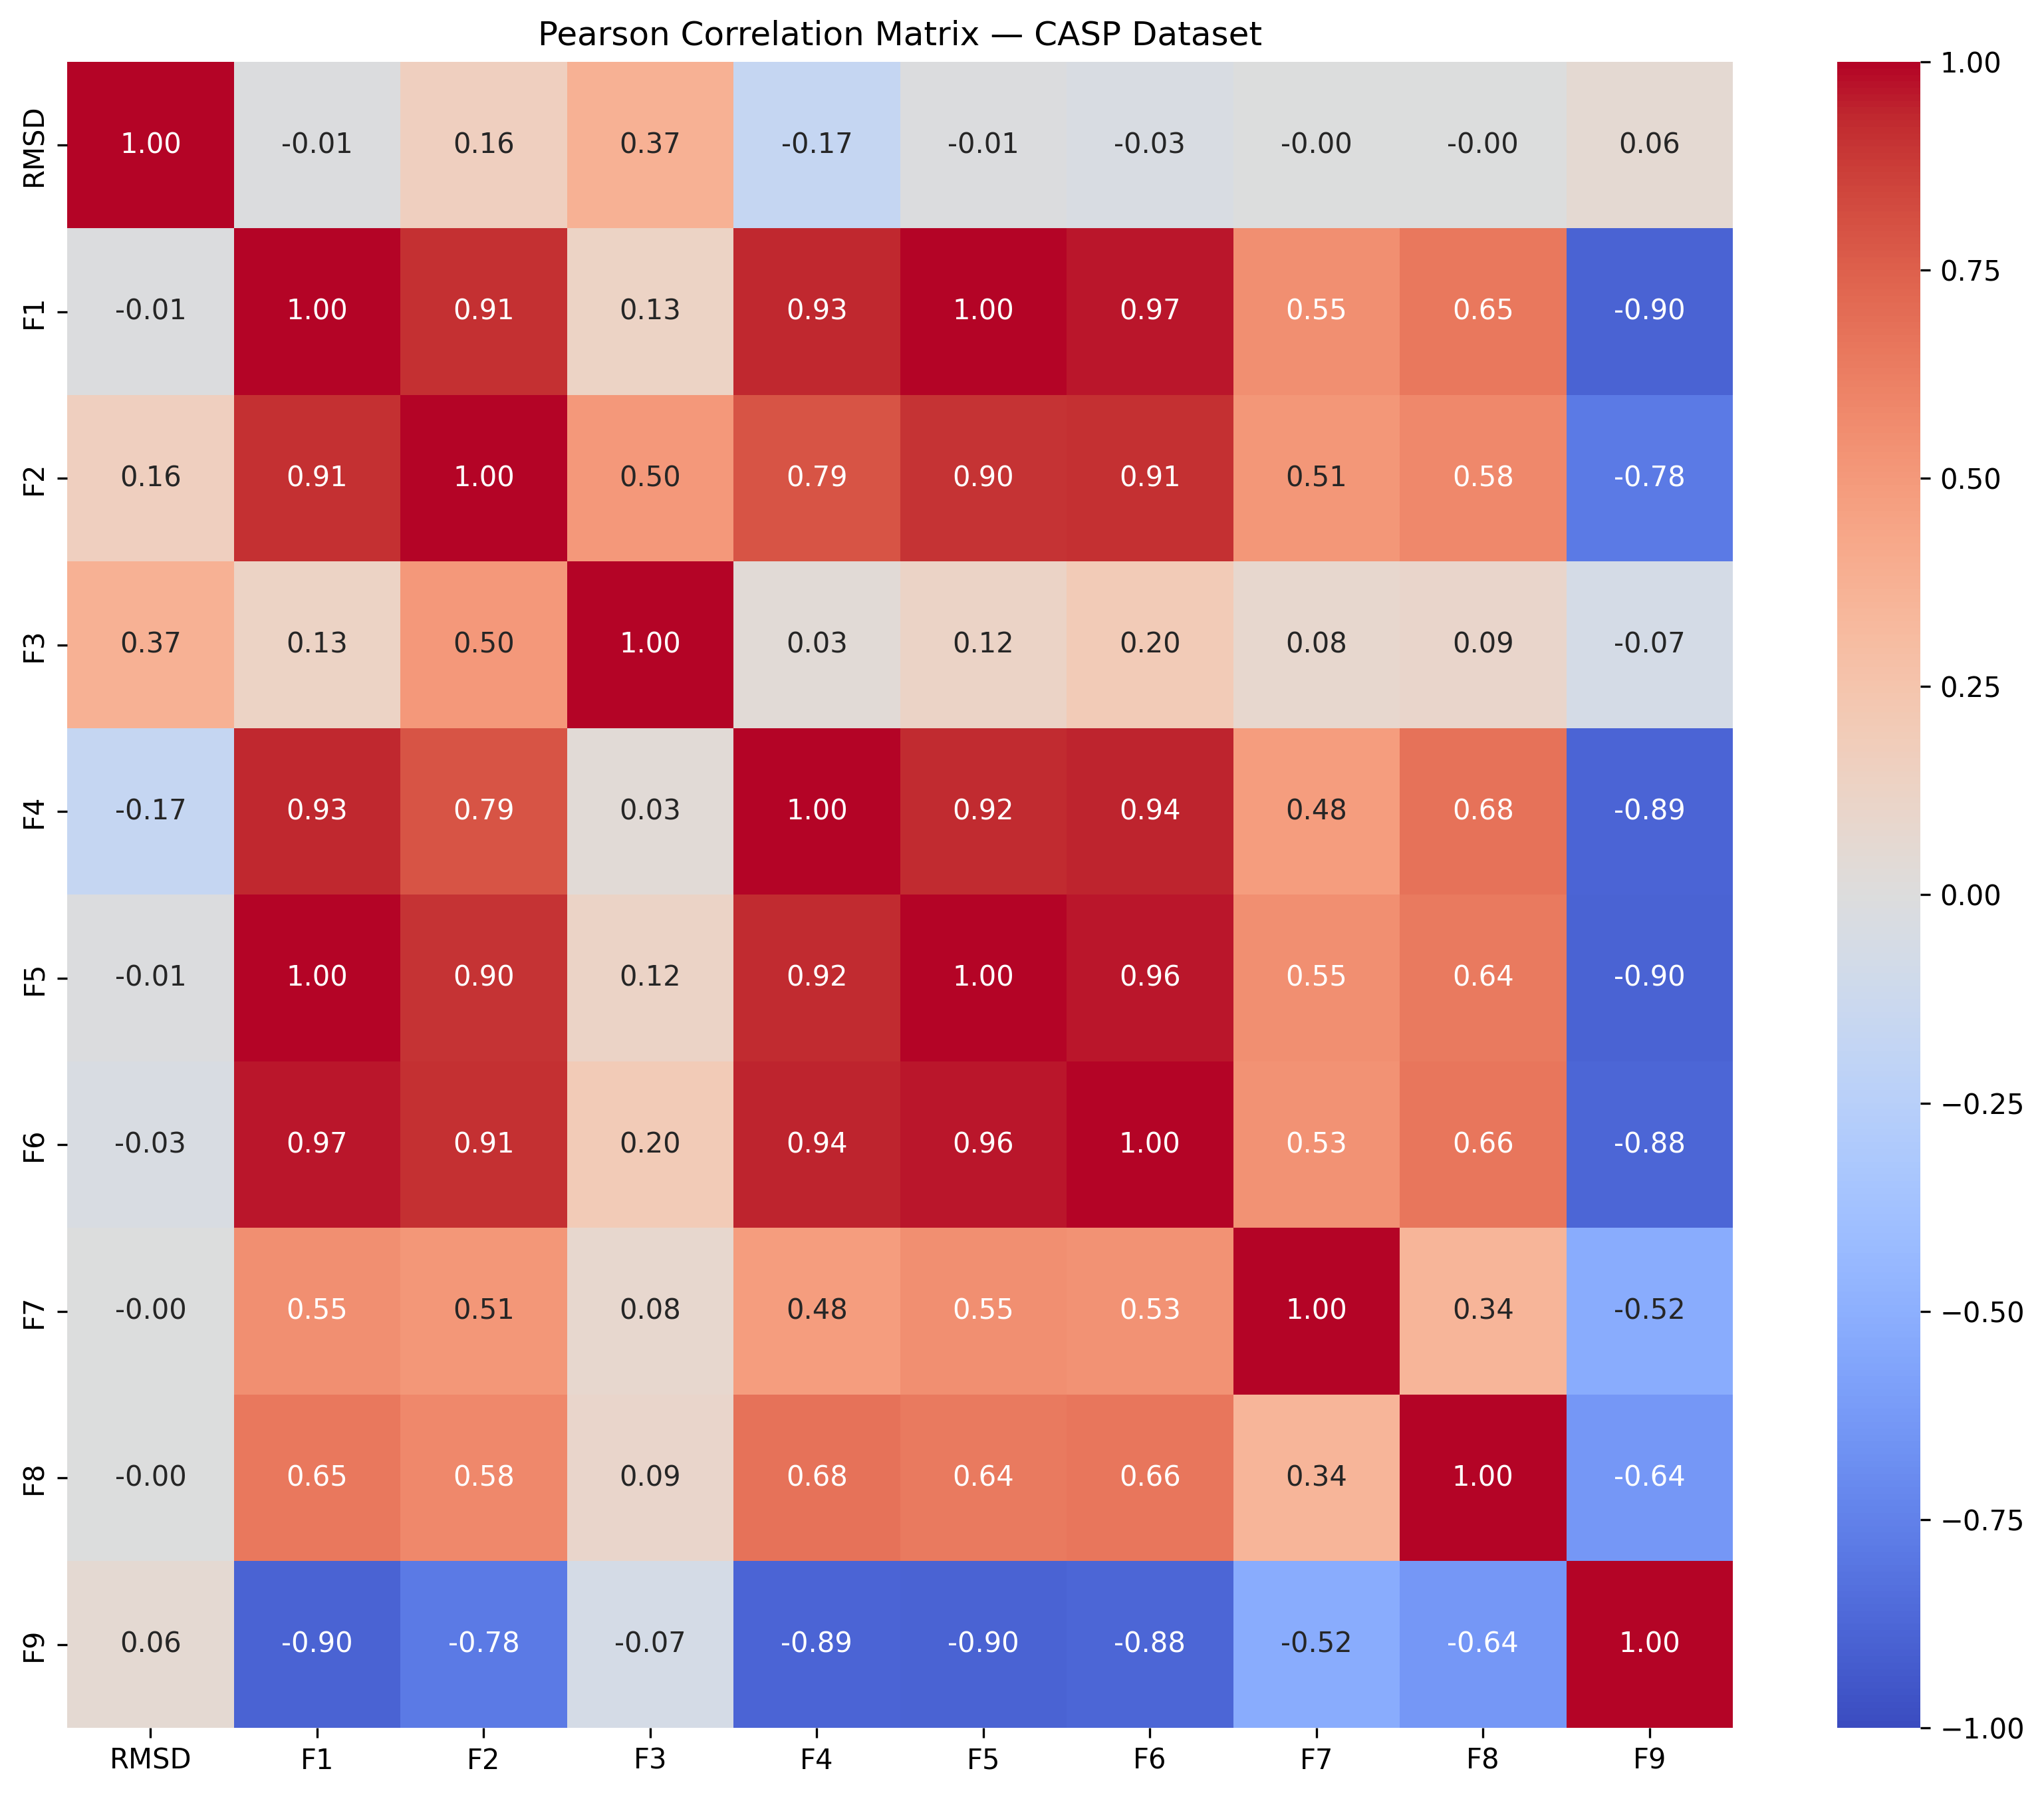 Pearson Correlation Matrix — CASP Dataset
RMSD 1.00 -0.01 0.16 0.37 -0.17 -0.01 -0.03 -0.00 -0.00 0.06
F1 -0.01 1.00 0.91 0.13 0.93 1.00 0.97 0.55 0.65 -0.90
F2 0.16 0.91 1.00 0.50 0.79 0.90 0.91 0.51 0.58 -0.78
F3 0.37 0.13 0.50 1.00 0.03 0.12 0.20 0.08 0.09 -0.07
F4 -0.17 0.93 0.79 0.03 1.00 0.92 0.94 0.48 0.68 -0.89
F5 -0.01 1.00 0.90 0.12 0.92 1.00 0.96 0.55 0.64 -0.90
F6 -0.03 0.97 0.91 0.20 0.94 0.96 1.00 0.53 0.66 -0.88
F7 -0.00 0.55 0.51 0.08 0.48 0.55 0.53 1.00 0.34 -0.52
F8 -0.00 0.65 0.58 0.09 0.68 0.64 0.66 0.34 1.00 -0.64
F9 0.06 -0.90 -0.78 -0.07 -0.89 -0.90 -0.88 -0.52 -0.64 1.00
RMSD F1 F2 F3 F4 F5 F6 F7 F8 F9
1.00
0.75
0.50
0.25
0.00
−0.25
−0.50
−0.75
−1.00